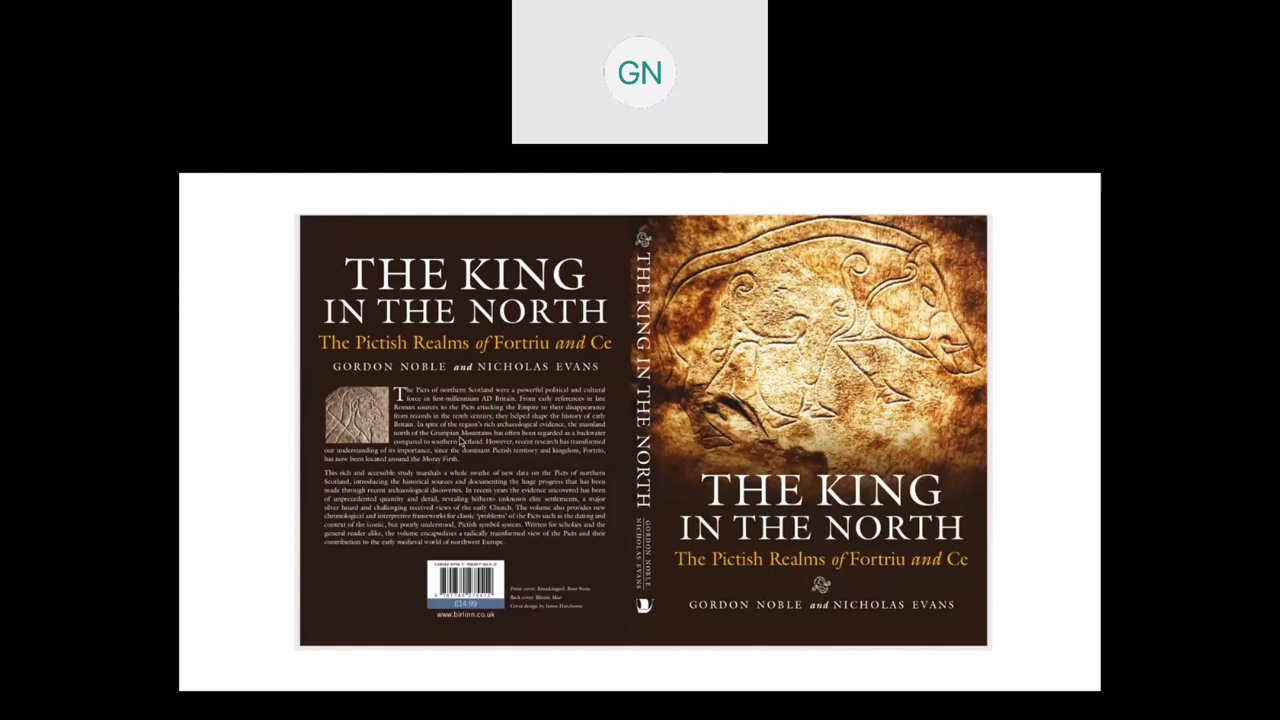 GN
THE KING
IN THE NORTH
The Pictish Realms of Fortriu and Ce
GORDON NOBLE and NICHOLAS EVANS
The Picts of northern Scotland were a powerful political and cultural
force in first-millennium AD Britain. From early references in late
Roman sources to the Picts attacking the Empire to their disappearance
from records in the tenth century, they helped shape the history of early
Britain. In spite of the region's rich archaeological evidence, the mainland
north of the Grampian Mountains has often been regarded as a backwater
compared to southern Scotland. However, recent research has transformed
our understanding of its importance, since the dominant Pictish territory and kingdom, Fortriu,
has now been located around the Moray Firth.
This rich and accessible study marshals a whole swathe of new data on the Picts of northern
Scotland, introducing the historical sources and documenting the huge progress that has been
made through recent archaeological discoveries. In recent years the evidence uncovered has been
of unprecedented quantity and detail, revealing hitherto unknown elite settlements, a major
silver hoard and challenging received views of the early Church. The volume also provides new
chronological and interpretive frameworks for classic 'problems' of the Picts such as the dating and
context of the iconic, but poorly understood, Pictish symbol system. Written for scholars and the
general reader alike, the volume encapsulates a radically transformed view of the Picts and their
contribution to the early medieval world of northwest Europe.
£14.99
www.birlinn.co.uk
Front cover:
Back cover: Rhynie Man
Cover design by James Hutcheson
THE KING IN THE NORTH
GORDON NOBLE
NICHOLAS EVANS
THE KING
IN THE NORTH
The Pictish Realms of Fortriu and Ce
GORDON NOBLE and NICHOLAS EVANS